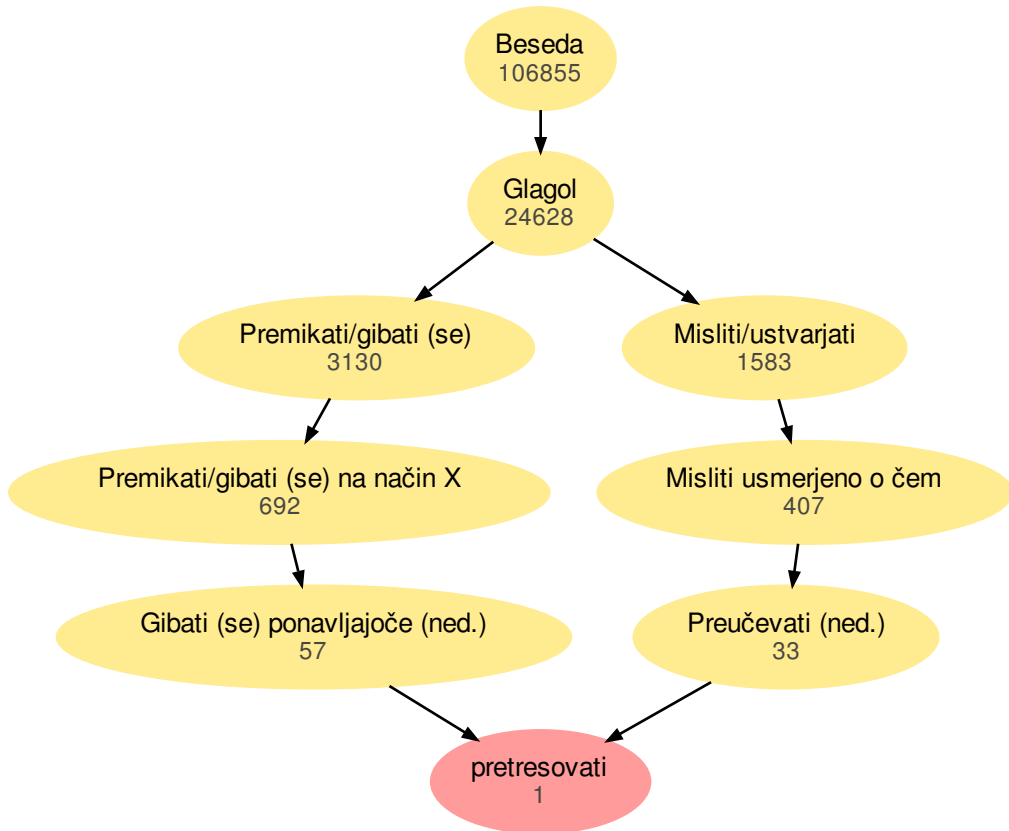 Beseda
106855
Glagol
24628
Premikati/gibati (se)
3130
Misliti/ustvarjati
1583
Premikati/gibati (se) na način X
692
Misliti usmerjeno o čem
407
Gibati (se) ponavljajoče (ned.)
57
Preučevati (ned.)
33
pretresovati
1